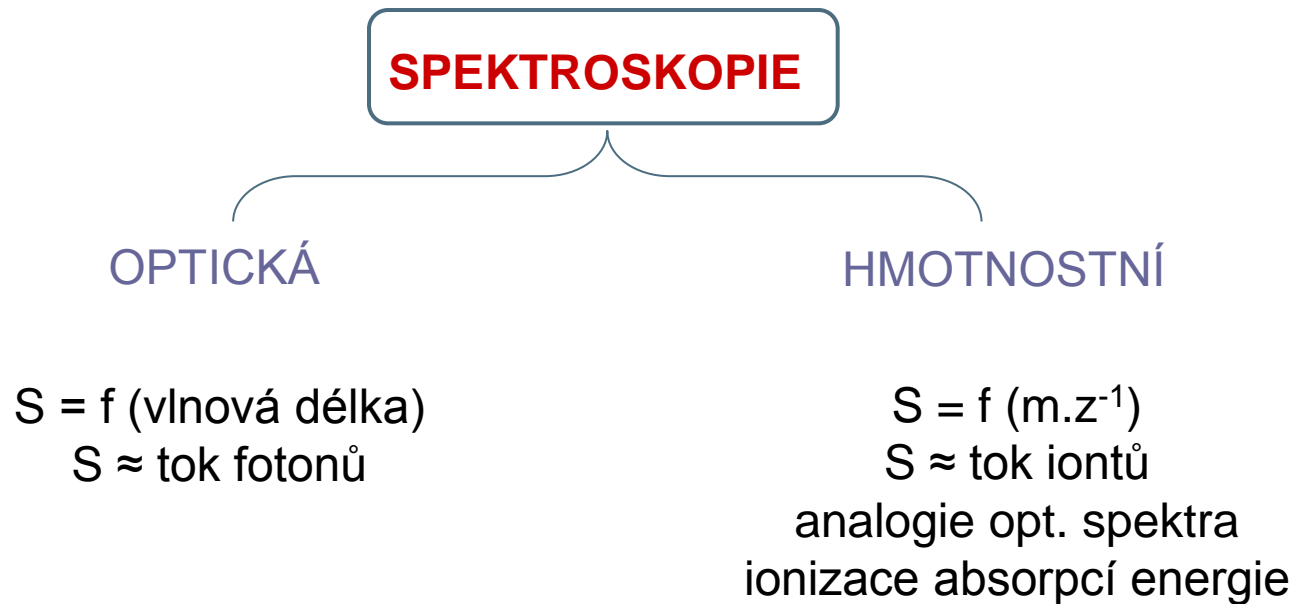 SPEKTROSKOPIE
OPTICKÁ
S = f (vlnová délka)
S ≈ tok fotonů
HMOTNOSTNÍ
S = f (m.z⁻¹)
S ≈ tok iontů
analogie opt. spektra
ionizace absorpcí energie